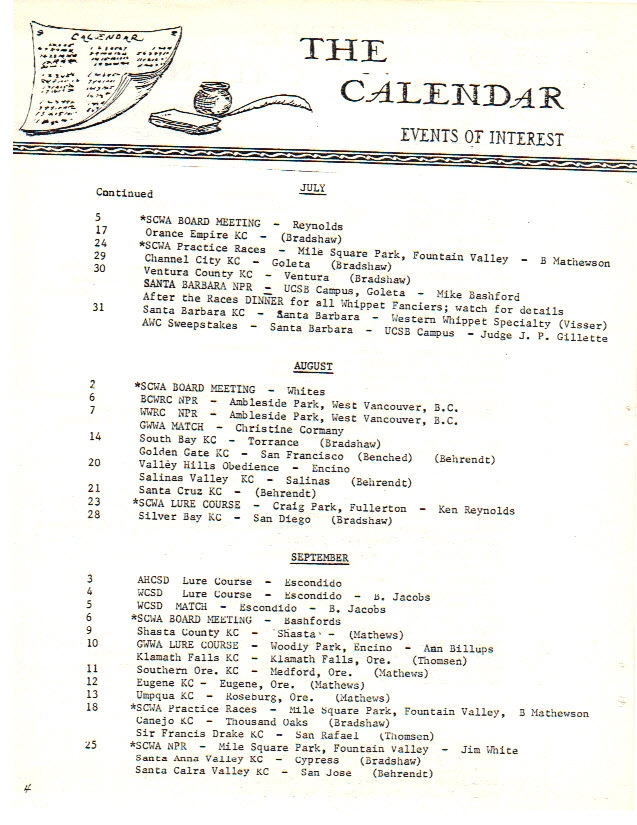 CALENDAR
THE
CALENDAR
EVENTS OF INTEREST
Continued
JULY
5 *SCWA BOARD MEETING - Reynolds
17 Orance Empire KC - (Bradshaw)
24 *SCWA Practice Races - Mile Square Park, Fountain Valley - B Mathewson
29 Channel City KC - Goleta (Bradshaw)
30 Ventura County KC - Ventura (Bradshaw)
SANTA BARBARA NPR - UCSB Campus, Goleta - Mike Bashford
After the Races DINNER for all Whippet Fanciers; watch for details
31 Santa Barbara KC - Santa Barbara - Western Whippet Specialty (Visser)
AWC Sweepstakes - Santa Barbara - UCSB Campus - Judge J. P. Gillette
AUGUST
2 *SCWA BOARD MEETING - Whites
6 BCWRC NPR - Ambleside Park, West Vancouver, B.C.
7 WWRC NPR - Ambleside Park, West Vancouver, B.C.
GWWA MATCH - Christine Cormany
14 South Bay KC - Torrance (Bradshaw)
Golden Gate KC - San Francisco (Benched) (Behrendt)
20 Valley Hills Obedience - Encino
Salinas Valley KC - Salinas (Behrendt)
21 Santa Cruz KC - (Behrendt)
23 *SCWA LURE COURSE - Craig Park, Fullerton - Ken Reynolds
28 Silver Bay KC - San Diego (Bradshaw)
SEPTEMBER
3 AHCSD Lure Course - Escondido
4 WCSD Lure Course - Escondido - B. Jacobs
5 WCSD MATCH - Escondido - B. Jacobs
6 *SCWA BOARD MEETING - Bashfords
9 Shasta County KC - Shasta - (Mathews)
10 GWWA LURE COURSE - Woodly Park, Encino - Ann Billups
Klamath Falls KC - Klamath Falls, Ore. (Thomsen)
11 Southern Ore. KC - Medford, Ore. (Mathews)
12 Eugene KC - Eugene, Ore. (Mathews)
13 Umpqua KC - Roseburg, Ore. (Mathews)
18 *SCWA Practice Races - Mile Square Park, Fountain Valley, B Mathewson
Canejo KC - Thousand Oaks (Bradshaw)
Sir Francis Drake KC - San Rafael (Thomsen)
25 *SCWA NPR - Mile Square Park, Fountain Valley - Jim White
Santa Anna Valley KC - Cypress (Bradshaw)
Santa Calra Valley KC - San Jose (Behrendt)
4